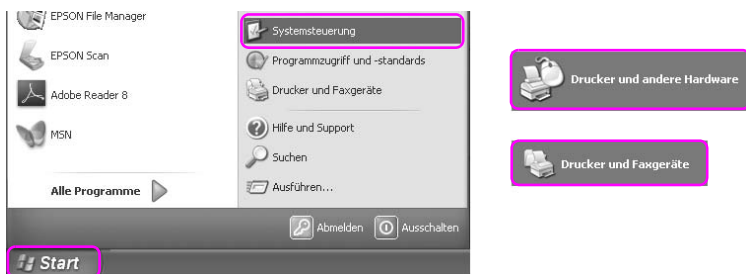 EPSON File Manager
EPSON Scan
Adobe Reader 8
MSN
Alle Programme
Systemsteuerung
Programmzugriff und -standards
Drucker und Faxgeräte
Hilfe und Support
Suchen
Ausführen...
Abmelden
Ausschalten
Start
Drucker und andere Hardware
Drucker und Faxgeräte